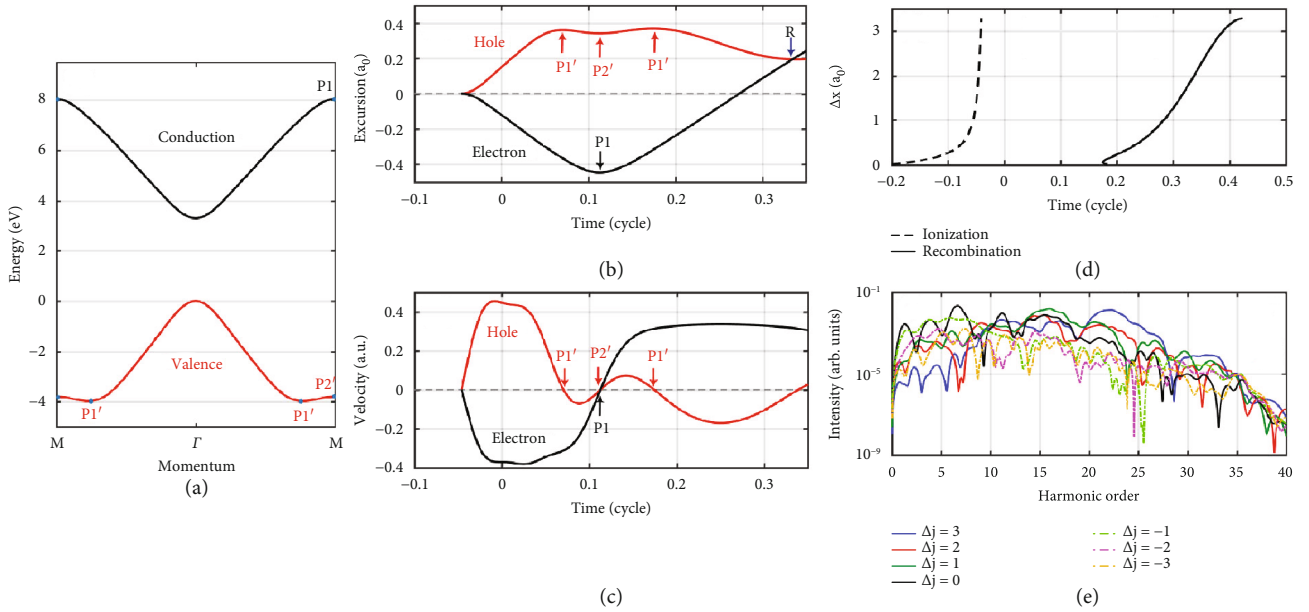 8
6
4
2
0
−2
−4
Energy (eV)
P1
Conduction
Valence
P2′
P1′
P1′
M
Γ
M
Momentum
(a)
0.4
0.2
0
−0.2
−0.4
Excursion (a0)
Hole
P1′
P2′
P1′
R
Electron
P1
−0.1
0
0.1
0.2
0.3
Time (cycle)
(b)
0.4
0.2
0
−0.2
−0.4
Velocity (a.u.)
Hole
P1′
P2′
P1′
Electron
P1
−0.1
0
0.1
0.2
0.3
Time (cycle)
(c)
3
2
1
0
Δx (a0)
−0.2
−0.1
0
0.1
0.2
0.3
0.4
0.5
Time (cycle)
Ionization
Recombination
(d)
10−1
10−5
10−9
Intensity (arb. units)
0
5
10
15
20
25
30
35
40
Harmonic order
Δj = 3
Δj = 2
Δj = 1
Δj = 0
Δj = −1
Δj = −2
Δj = −3
(e)